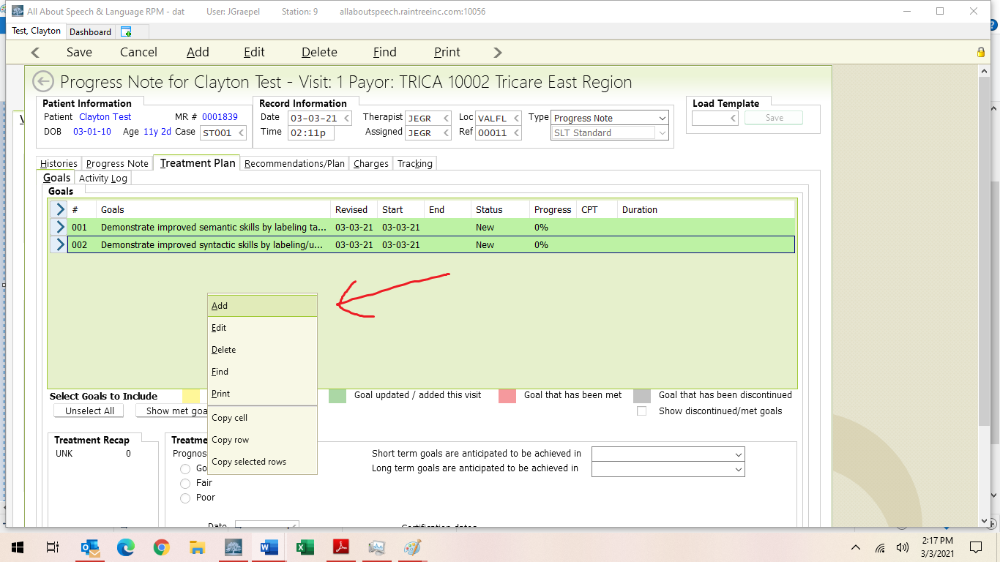 All About Speech & Language RPM - dat User: JGraepel Station: 9 allaboutspeech.raintreeinc.com:10056
Test, Clayton Dashboard
Save Cancel Add Edit Delete Find Print
Progress Note for Clayton Test - Visit: 1 Payor: TRICA 10002 Tricare East Region
Patient Information Record Information Load Template
Patient Clayton Test MR # 0001839 Date 03-03-21 Therapist JEGR Loc VALFL Type Progress Note Save
DOB 03-01-10 Age 11y 2d Case ST001 Time 02:11p Assigned JEGR Ref 00011 SLT Standard
Histories Progress Note Treatment Plan Recommendations/Plan Charges Tracking
Goals Activity Log
Goals
# Goals Revised Start End Status Progress CPT Duration
001 Demonstrate improved semantic skills by labeling ta... 03-03-21 03-03-21 New 0%
002 Demonstrate improved syntactic skills by labeling/u... 03-03-21 03-03-21 New 0%
Add
Edit
Delete
Find
Print
Copy cell
Copy row
Copy selected rows
Select Goals to Include Goal updated / added this visit Goal that has been met Goal that has been discontinued
Unselect All Show met goa Show discontinued/met goals
Treatment Recap Treatme
UNK 0 Prognos Short term goals are anticipated to be achieved in
Go Long term goals are anticipated to be achieved in
Fair
Poor
2:17 PM
3/3/2021